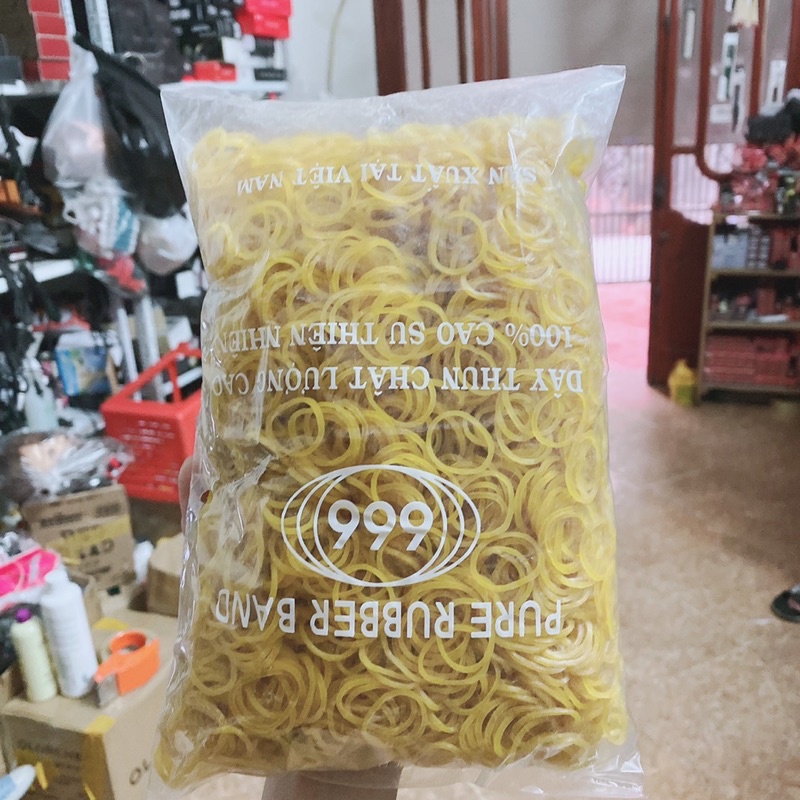 PURE RUBBER BAND
999
DÂY THUN CHẤT LƯỢNG CAO
100% CAO SU THIÊN NHIÊN
SẢN XUẤT TẠI VIỆT NAM